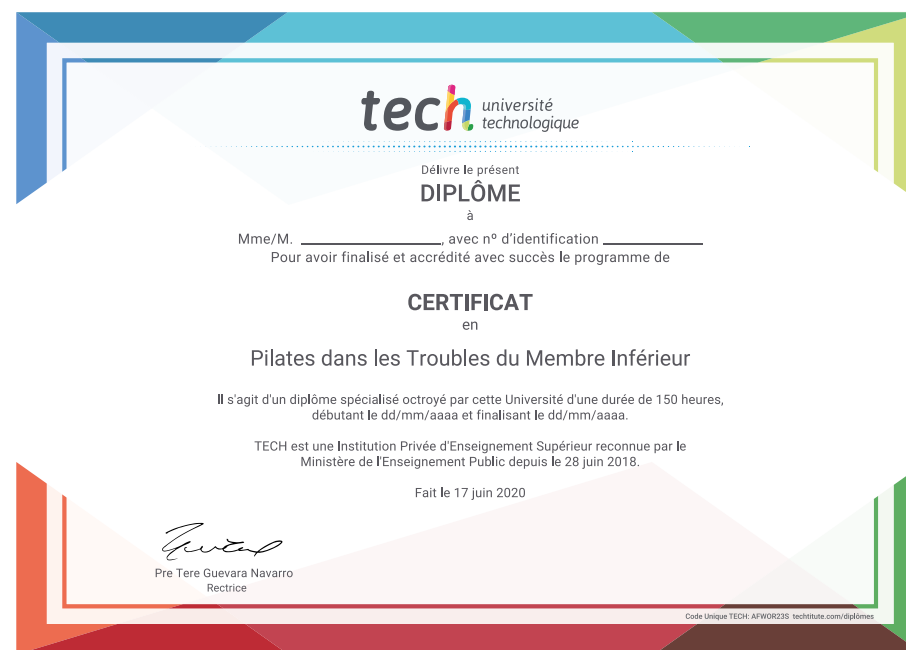 tech université
technologique
Délivre le présent
DIPLÔME
à
Mme/M. ____________________, avec nº d'identification ______________
Pour avoir finalisé et accrédité avec succès le programme de
CERTIFICAT
en
Pilates dans les Troubles du Membre Inférieur
Il s'agit d'un diplôme spécialisé octroyé par cette Université d'une durée de 150 heures,
débutant le dd/mm/aaaa et finalisant le dd/mm/aaaa.
TECH est une Institution Privée d'Enseignement Supérieur reconnue par le
Ministère de l'Enseignement Public depuis le 28 juin 2018.
Fait le 17 juin 2020
Pre Tere Guevara Navarro
Rectrice
Code Unique TECH: AFWOR23S techtitute.com/diplômes